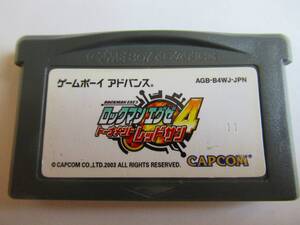 ゲームボーイ アドバンス® AGB-B4WJ-JPN
ROCKMAN EXE4
ロックマンエグゼ4
トーナメント レッドサン
11
© CAPCOM CO.,LTD.2003 ALL RIGHTS RESERVED.
CAPCOM